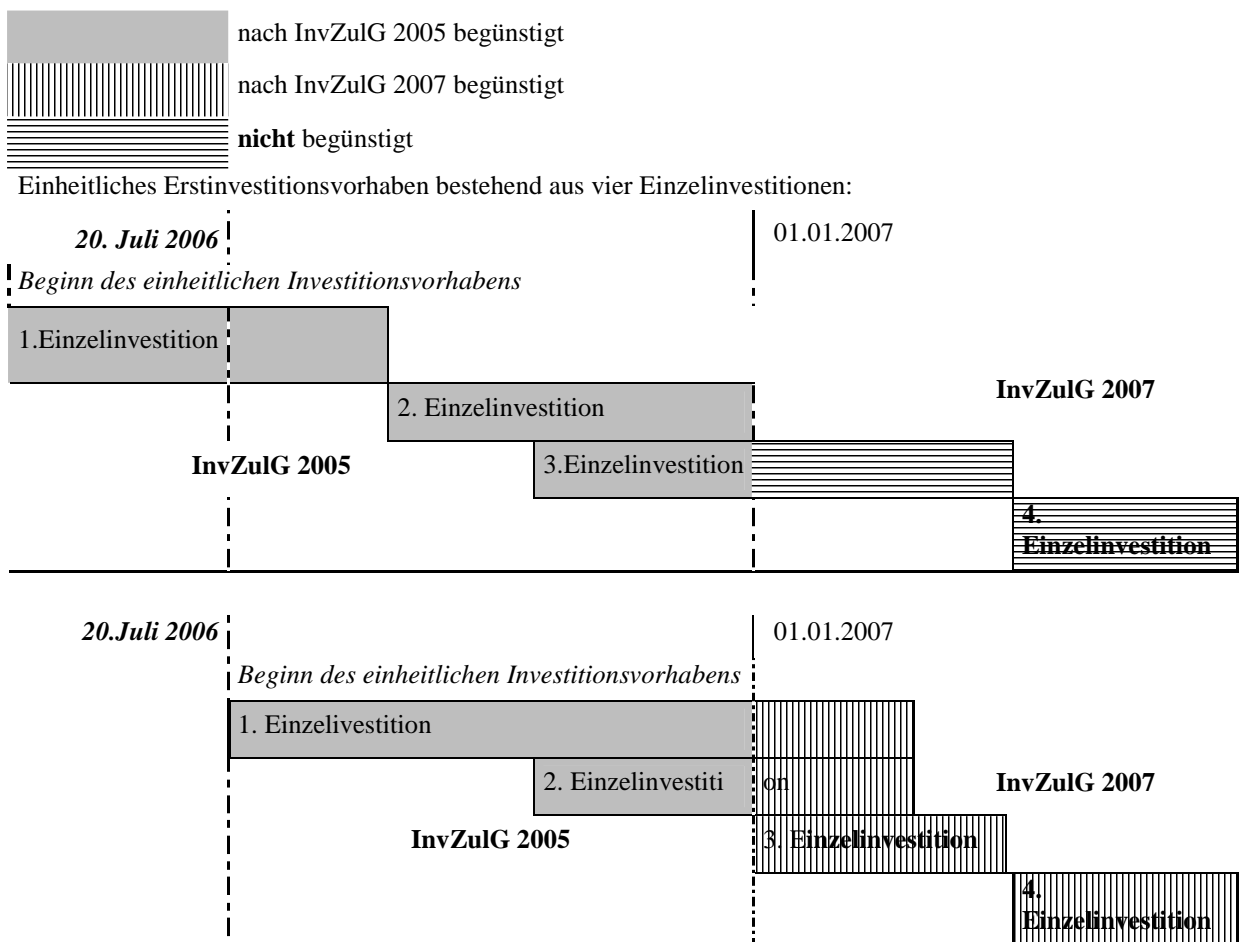 nach InvZulG 2005 begünstigt
nach InvZulG 2007 begünstigt
nicht begünstigt
Einheitliches Erstinvestitionsvorhaben bestehend aus vier Einzelinvestitionen:
20. Juli 2006
01.01.2007
Beginn des einheitlichen Investitionsvorhabens
1.Einzelinvestition
InvZulG 2007
2. Einzelinvestition
InvZulG 2005
3.Einzelinvestition
4.
Einzelinvestition
20.Juli 2006
01.01.2007
Beginn des einheitlichen Investitionsvorhabens
1. Einzelivestition
2. Einzelinvestition
InvZulG 2007
InvZulG 2005
3. Einzelinvestition
4.
Einzelinvestition